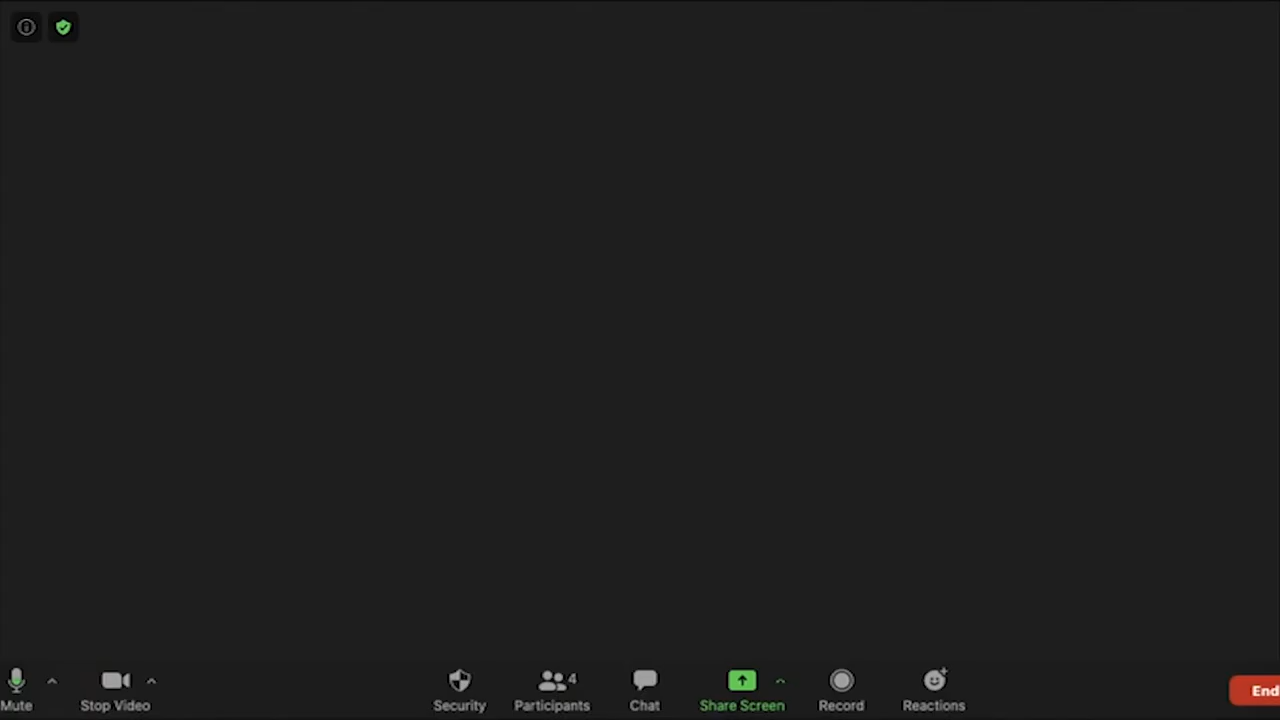 4
Mute
Stop Video
Security
Participants
Chat
Share Screen
Record
Reactions
End